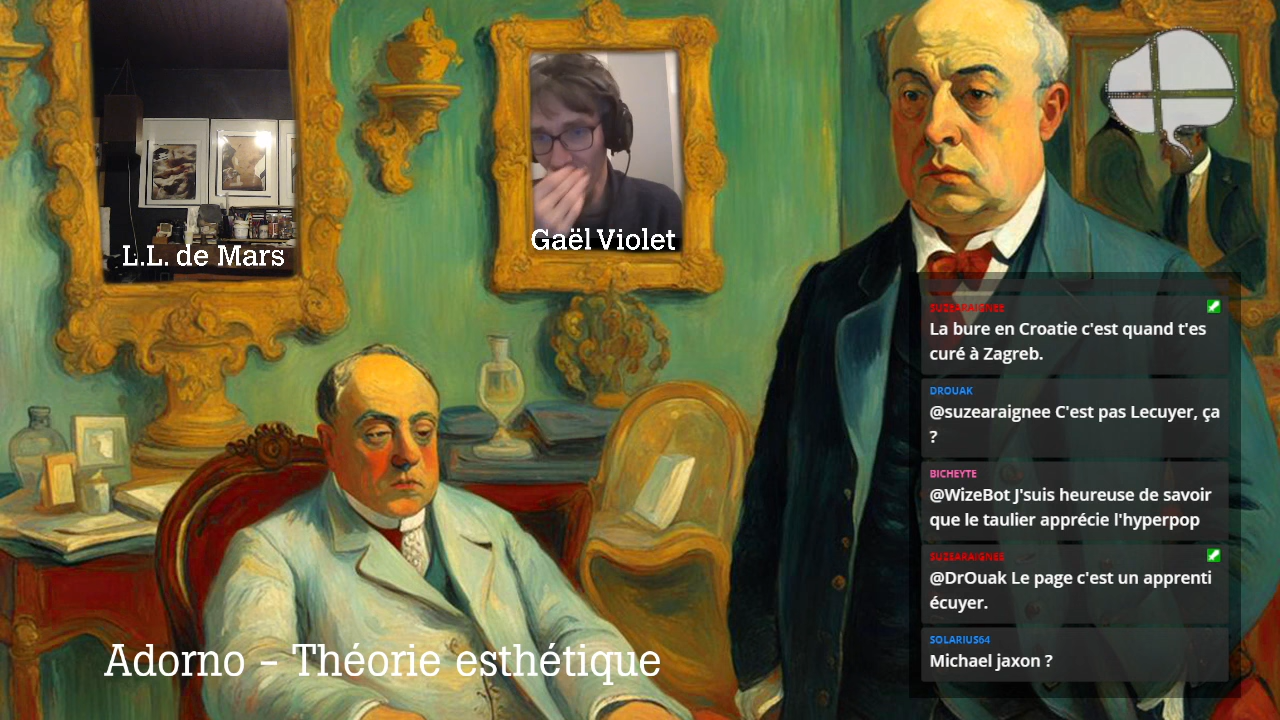 L.L. de Mars
Gaël Violet
SUZEARAIGNEE
La bure en Croatie c'est quand t'es
curé à Zagreb.
DROUAK
@suzearaignee C'est pas Lecuyer, ça
?
BICHEYTE
@WizeBot J'suis heureuse de savoir
que le taulier apprécie l'hyperpop
SUZEARAIGNEE
@DrOuak Le page c'est un apprenti
écuyer.
SOLARIUS64
Michael jaxon ?
Adorno – Théorie esthétique